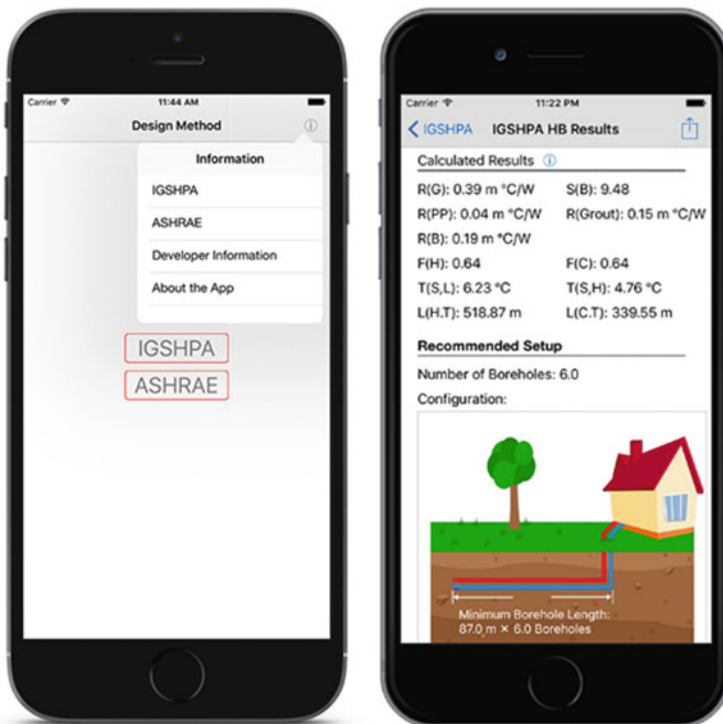 Carrier 11:44 AM
Design Method
Information
IGSHPA
ASHRAE
Developer Information
About the App
IGSHPA
ASHRAE
Carrier 11:22 PM
IGSHPA IGSHPA HB Results
Calculated Results
R(G): 0.39 m °C/W S(B): 9.48
R(PP): 0.04 m °C/W R(Grout): 0.15 m °C/W
R(B): 0.19 m °C/W
F(H): 0.64 F(C): 0.64
T(S,L): 6.23 °C T(S,H): 4.76 °C
L(H.T): 518.87 m L(C.T): 339.55 m
Recommended Setup
Number of Boreholes: 6.0
Configuration:
Minimum Borehole Length:
87.0 m × 6.0 Boreholes